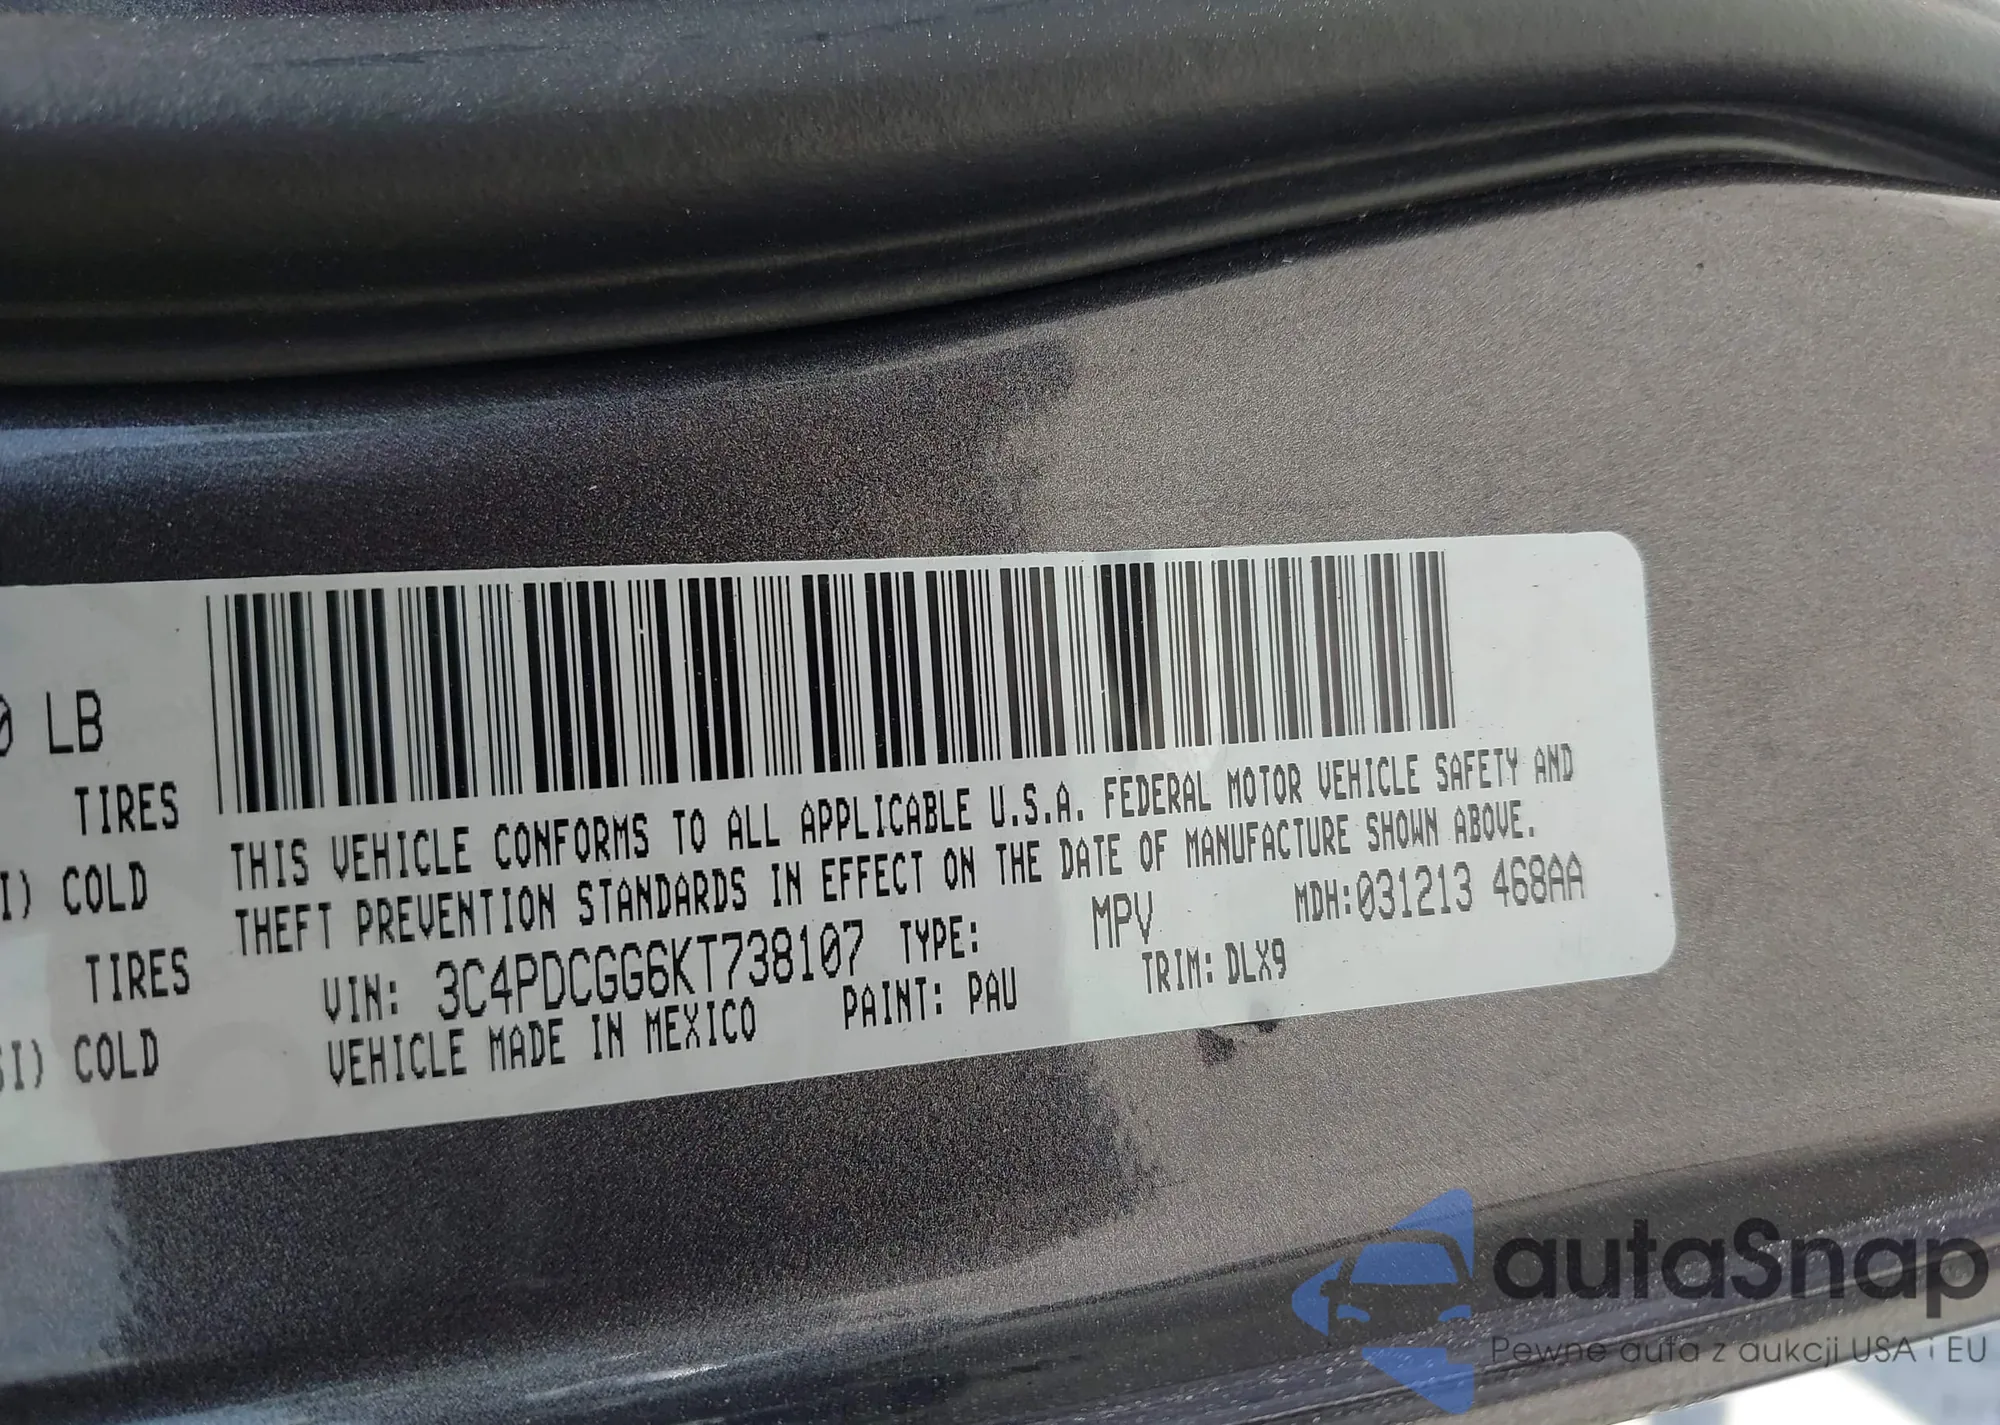 0 LB
TIRES
I) COLD
TIRES
SI) COLD
THIS VEHICLE CONFORMS TO ALL APPLICABLE U.S.A. FEDERAL MOTOR VEHICLE SAFETY AND
THEFT PREVENTION STANDARDS IN EFFECT ON THE DATE OF MANUFACTURE SHOWN ABOVE.
VIN: 3C4PDCGG6KT738107 TYPE: MPV MDH:031213 468AA
VEHICLE MADE IN MEXICO PAINT: PAU TRIM: DLX9
autaSnap
Pewne auta z aukcji USA i EU